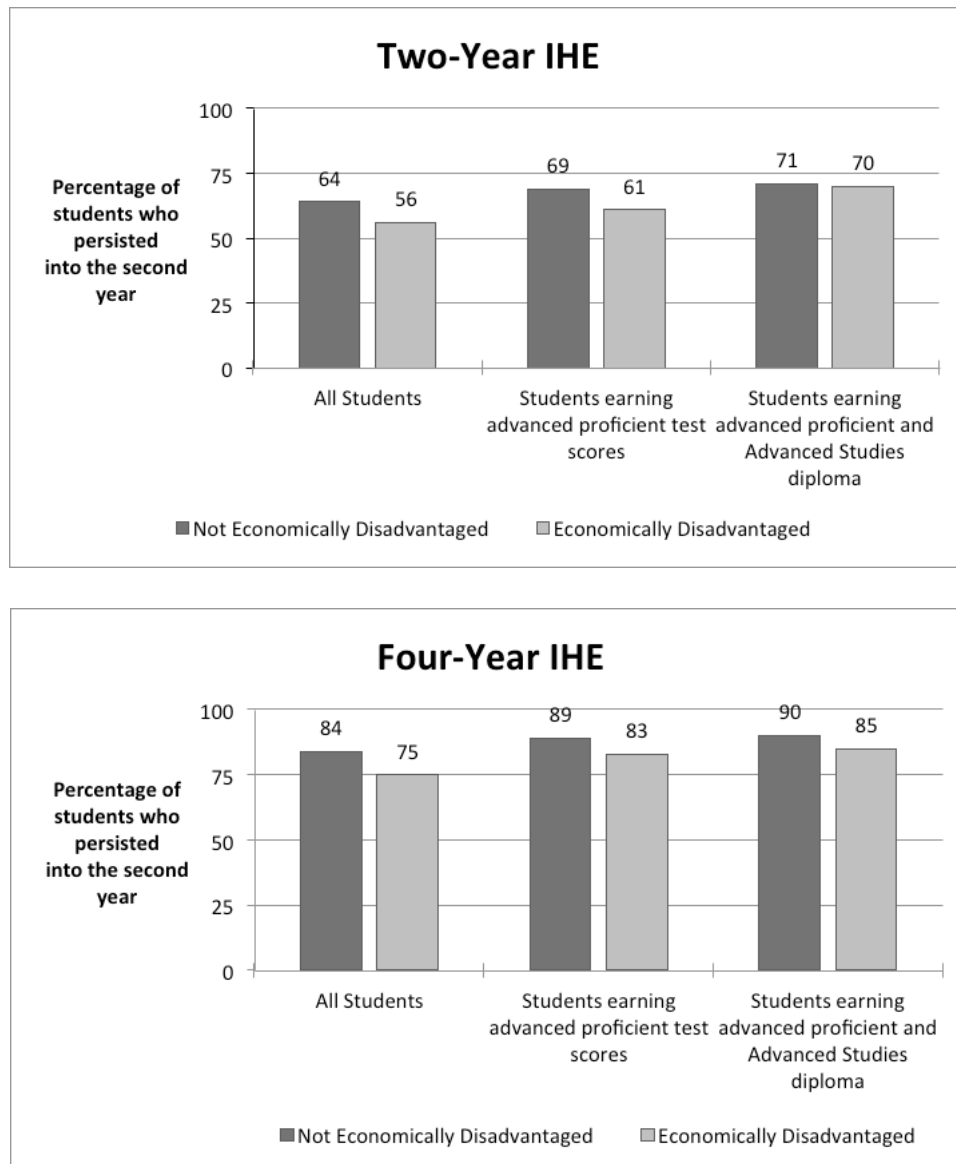 Two-Year IHE
Percentage of
students who
persisted
into the second
year
100
75
50
25
0
64
56
69
61
71
70
All Students
Students earning
advanced proficient test
scores
Students earning
advanced proficient and
Advanced Studies
diploma
Not Economically Disadvantaged
Economically Disadvantaged
Four-Year IHE
Percentage of
students who
persisted
into the second
year
100
75
50
25
0
84
75
89
83
90
85
All Students
Students earning
advanced proficient test
scores
Students earning
advanced proficient and
Advanced Studies
diploma
Not Economically Disadvantaged
Economically Disadvantaged